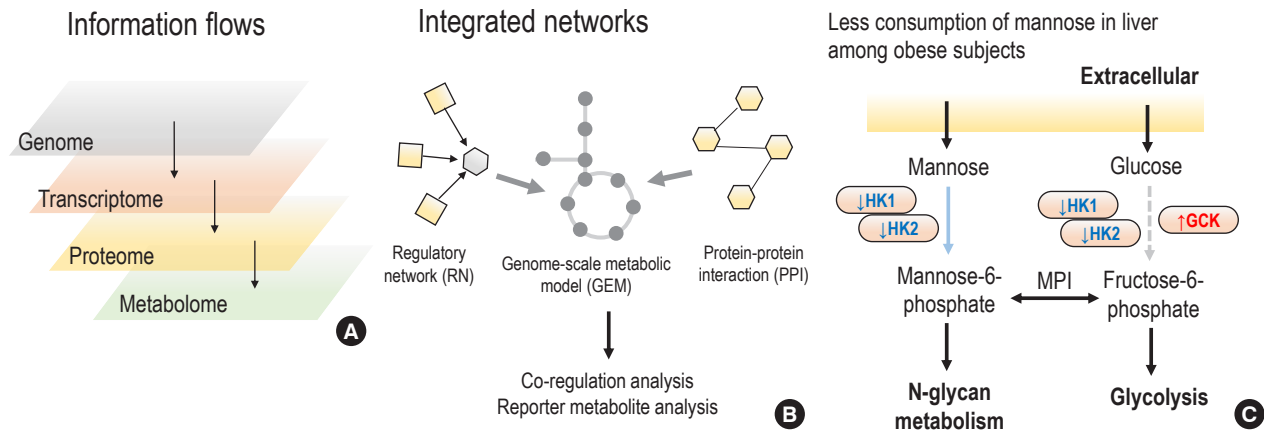 Information flows
Genome
Transcriptome
Proteome
Metabolome
A
Integrated networks
Regulatory
network (RN)
Genome-scale metabolic
model (GEM)
Protein-protein
interaction (PPI)
Co-regulation analysis
Reporter metabolite analysis
B
Less consumption of mannose in liver
among obese subjects
Extracellular
Mannose
Glucose
↓HK1
↓HK2
↓HK1
↓HK2
↑GCK
Mannose-6-
phosphate
MPI
Fructose-6-
phosphate
N-glycan
metabolism
Glycolysis
C